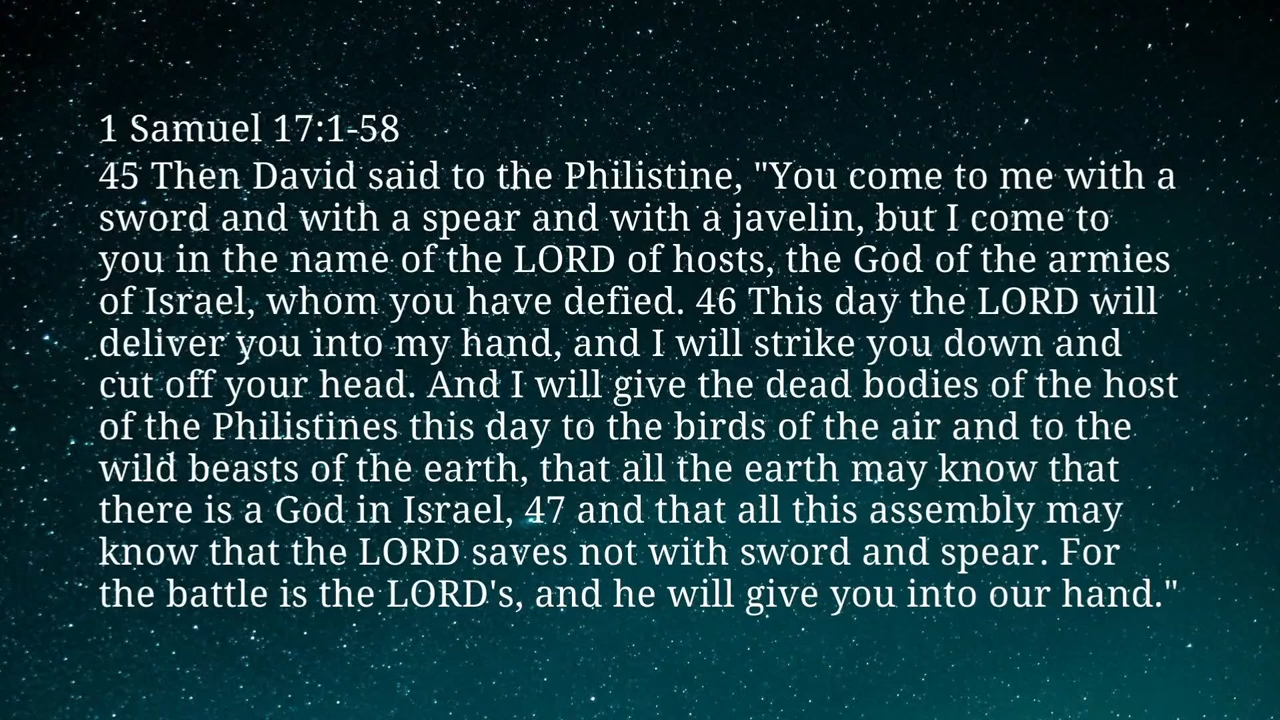 1 Samuel 17:1-58
45 Then David said to the Philistine, "You come to me with a
sword and with a spear and with a javelin, but I come to
you in the name of the LORD of hosts, the God of the armies
of Israel, whom you have defied. 46 This day the LORD will
deliver you into my hand, and I will strike you down and
cut off your head. And I will give the dead bodies of the host
of the Philistines this day to the birds of the air and to the
wild beasts of the earth, that all the earth may know that
there is a God in Israel, 47 and that all this assembly may
know that the LORD saves not with sword and spear. For
the battle is the LORD's, and he will give you into our hand."